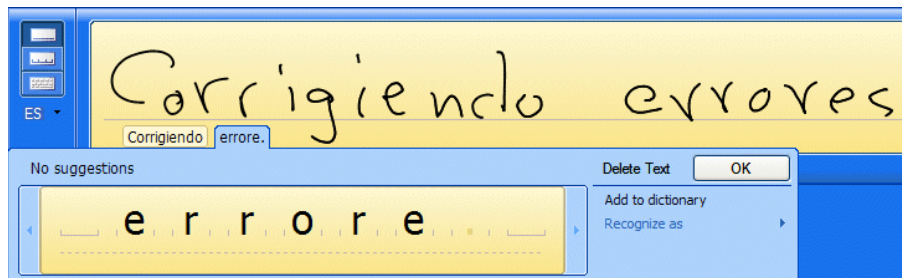 Corrigiendo errores
ES
Corrigiendo errore.
No suggestions
Delete Text OK
Add to dictionary
Recognize as
e r r o r e .